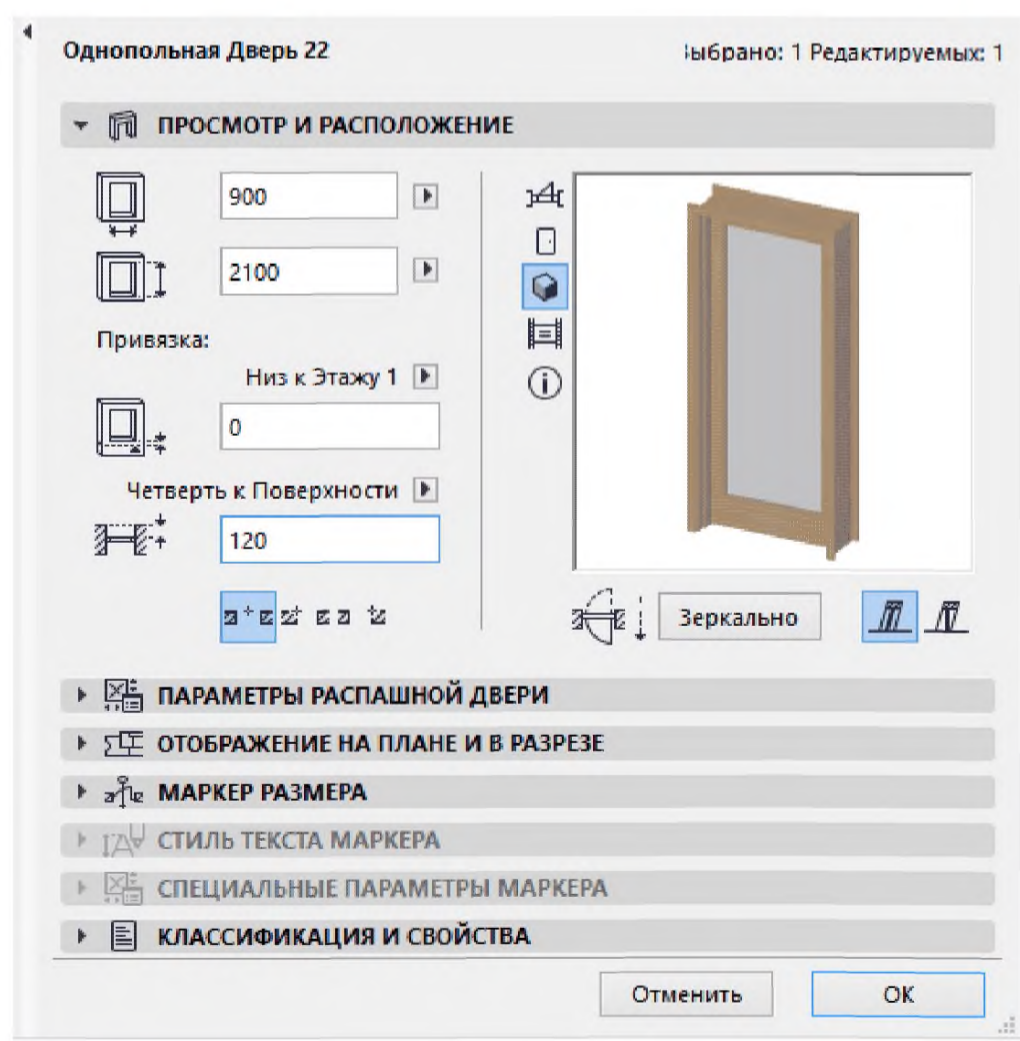 Однопольная Дверь 22
ыбрано: 1 Редактируемых: 1
ПРОСМОТР И РАСПОЛОЖЕНИЕ
900
2100
Привязка:
Низ к Этажу 1
0
Четверть к Поверхности
120
Зеркально
ПАРАМЕТРЫ РАСПАШНОЙ ДВЕРИ
ОТОБРАЖЕНИЕ НА ПЛАНЕ И В РАЗРЕЗЕ
МАРКЕР РАЗМЕРА
СТИЛЬ ТЕКСТА МАРКЕРА
СПЕЦИАЛЬНЫЕ ПАРАМЕТРЫ МАРКЕРА
КЛАССИФИКАЦИЯ И СВОЙСТВА
Отменить
ОК